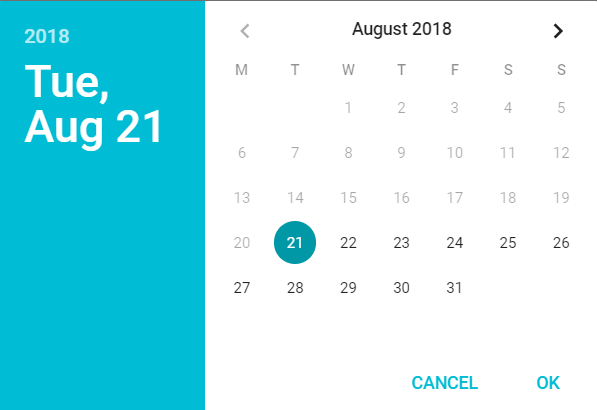 2018
Tue,
Aug 21
August 2018
M T W T F S S
1 2 3 4 5
6 7 8 9 10 11 12
13 14 15 16 17 18 19
20 21 22 23 24 25 26
27 28 29 30 31
CANCEL OK